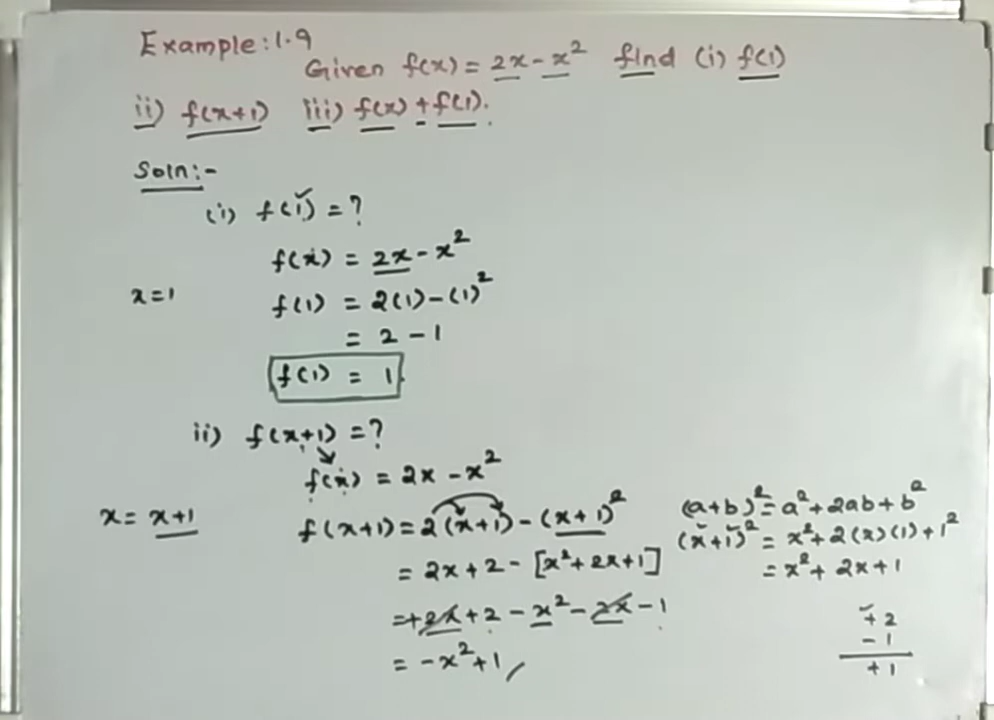 Example:1.9
Given f(x) = 2x - x² find (i) f(1)
ii) f(x+1) iii) f(x) + f(1).
Soln:-
(i) f(1) = ?
f(x) = 2x - x²
x=1 f(1) = 2(1) - (1)²
= 2 - 1
f(1) = 1
ii) f(x+1) = ?
f(x) = 2x - x²
x = x+1 f(x+1) = 2(x+1) - (x+1)²
= 2x+2 - [x²+2x+1]
=+2x+2 - x² - 2x - 1
= -x²+1
(a+b)² = a²+2ab+b²
(x+1)² = x²+2(x)(1)+1²
= x²+2x+1
+2
-1
+1